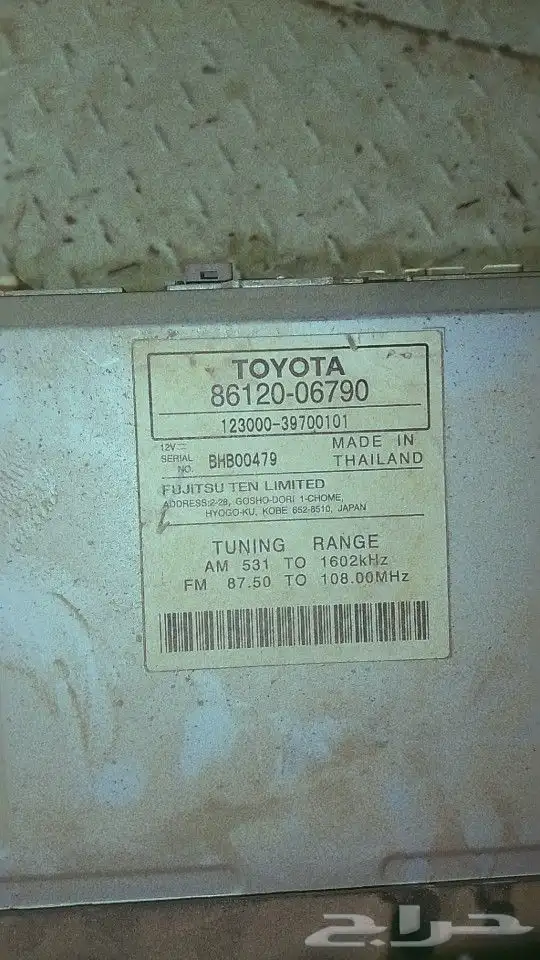 TOYOTA
86120-06790
123000-39700101
12V⎓
SERIAL NO. BHB00479
MADE IN THAILAND
FUJITSU TEN LIMITED
ADDRESS:2-28, GOSHO-DORI 1-CHOME,
HYOGO-KU, KOBE 652-8510, JAPAN
TUNING RANGE
AM 531 TO 1602kHz
FM 87.50 TO 108.00MHz
حراج